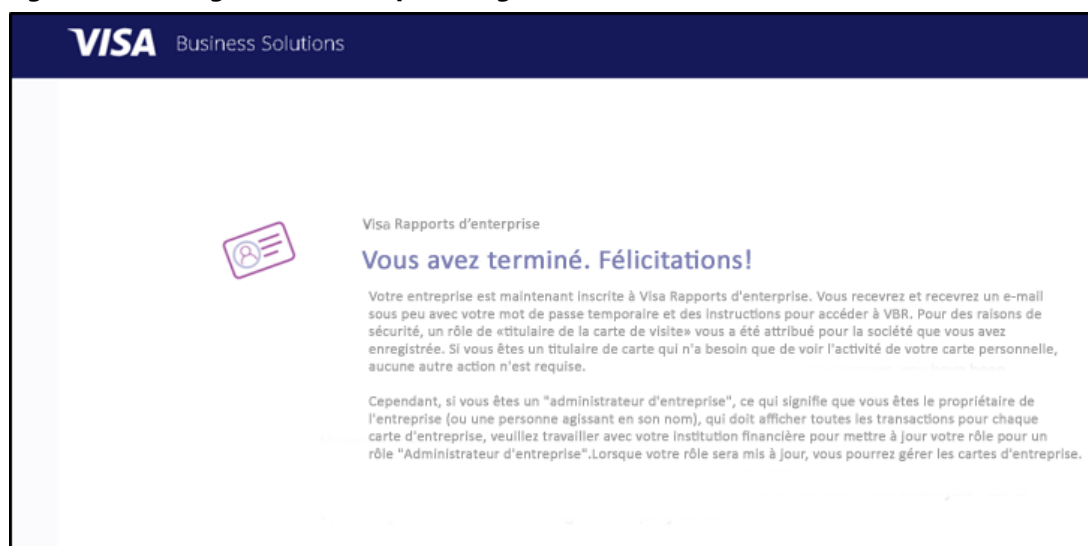 VISA Business Solutions
Visa Rapports d'enterprise
Vous avez terminé. Félicitations!
Votre entreprise est maintenant inscrite à Visa Rapports d'enterprise. Vous recevrez et recevrez un e-mail
sous peu avec votre mot de passe temporaire et des instructions pour accéder à VBR. Pour des raisons de
sécurité, un rôle de «titulaire de la carte de visite» vous a été attribué pour la société que vous avez
enregistrée. Si vous êtes un titulaire de carte qui n'a besoin que de voir l'activité de votre carte personnelle,
aucune autre action n'est requise.
Cependant, si vous êtes un "administrateur d'entreprise", ce qui signifie que vous êtes le propriétaire de
l'entreprise (ou une personne agissant en son nom), qui doit afficher toutes les transactions pour chaque
carte d'entreprise, veuillez travailler avec votre institution financière pour mettre à jour votre rôle pour un
rôle "Administrateur d'entreprise".Lorsque votre rôle sera mis à jour, vous pourrez gérer les cartes d'entreprise.